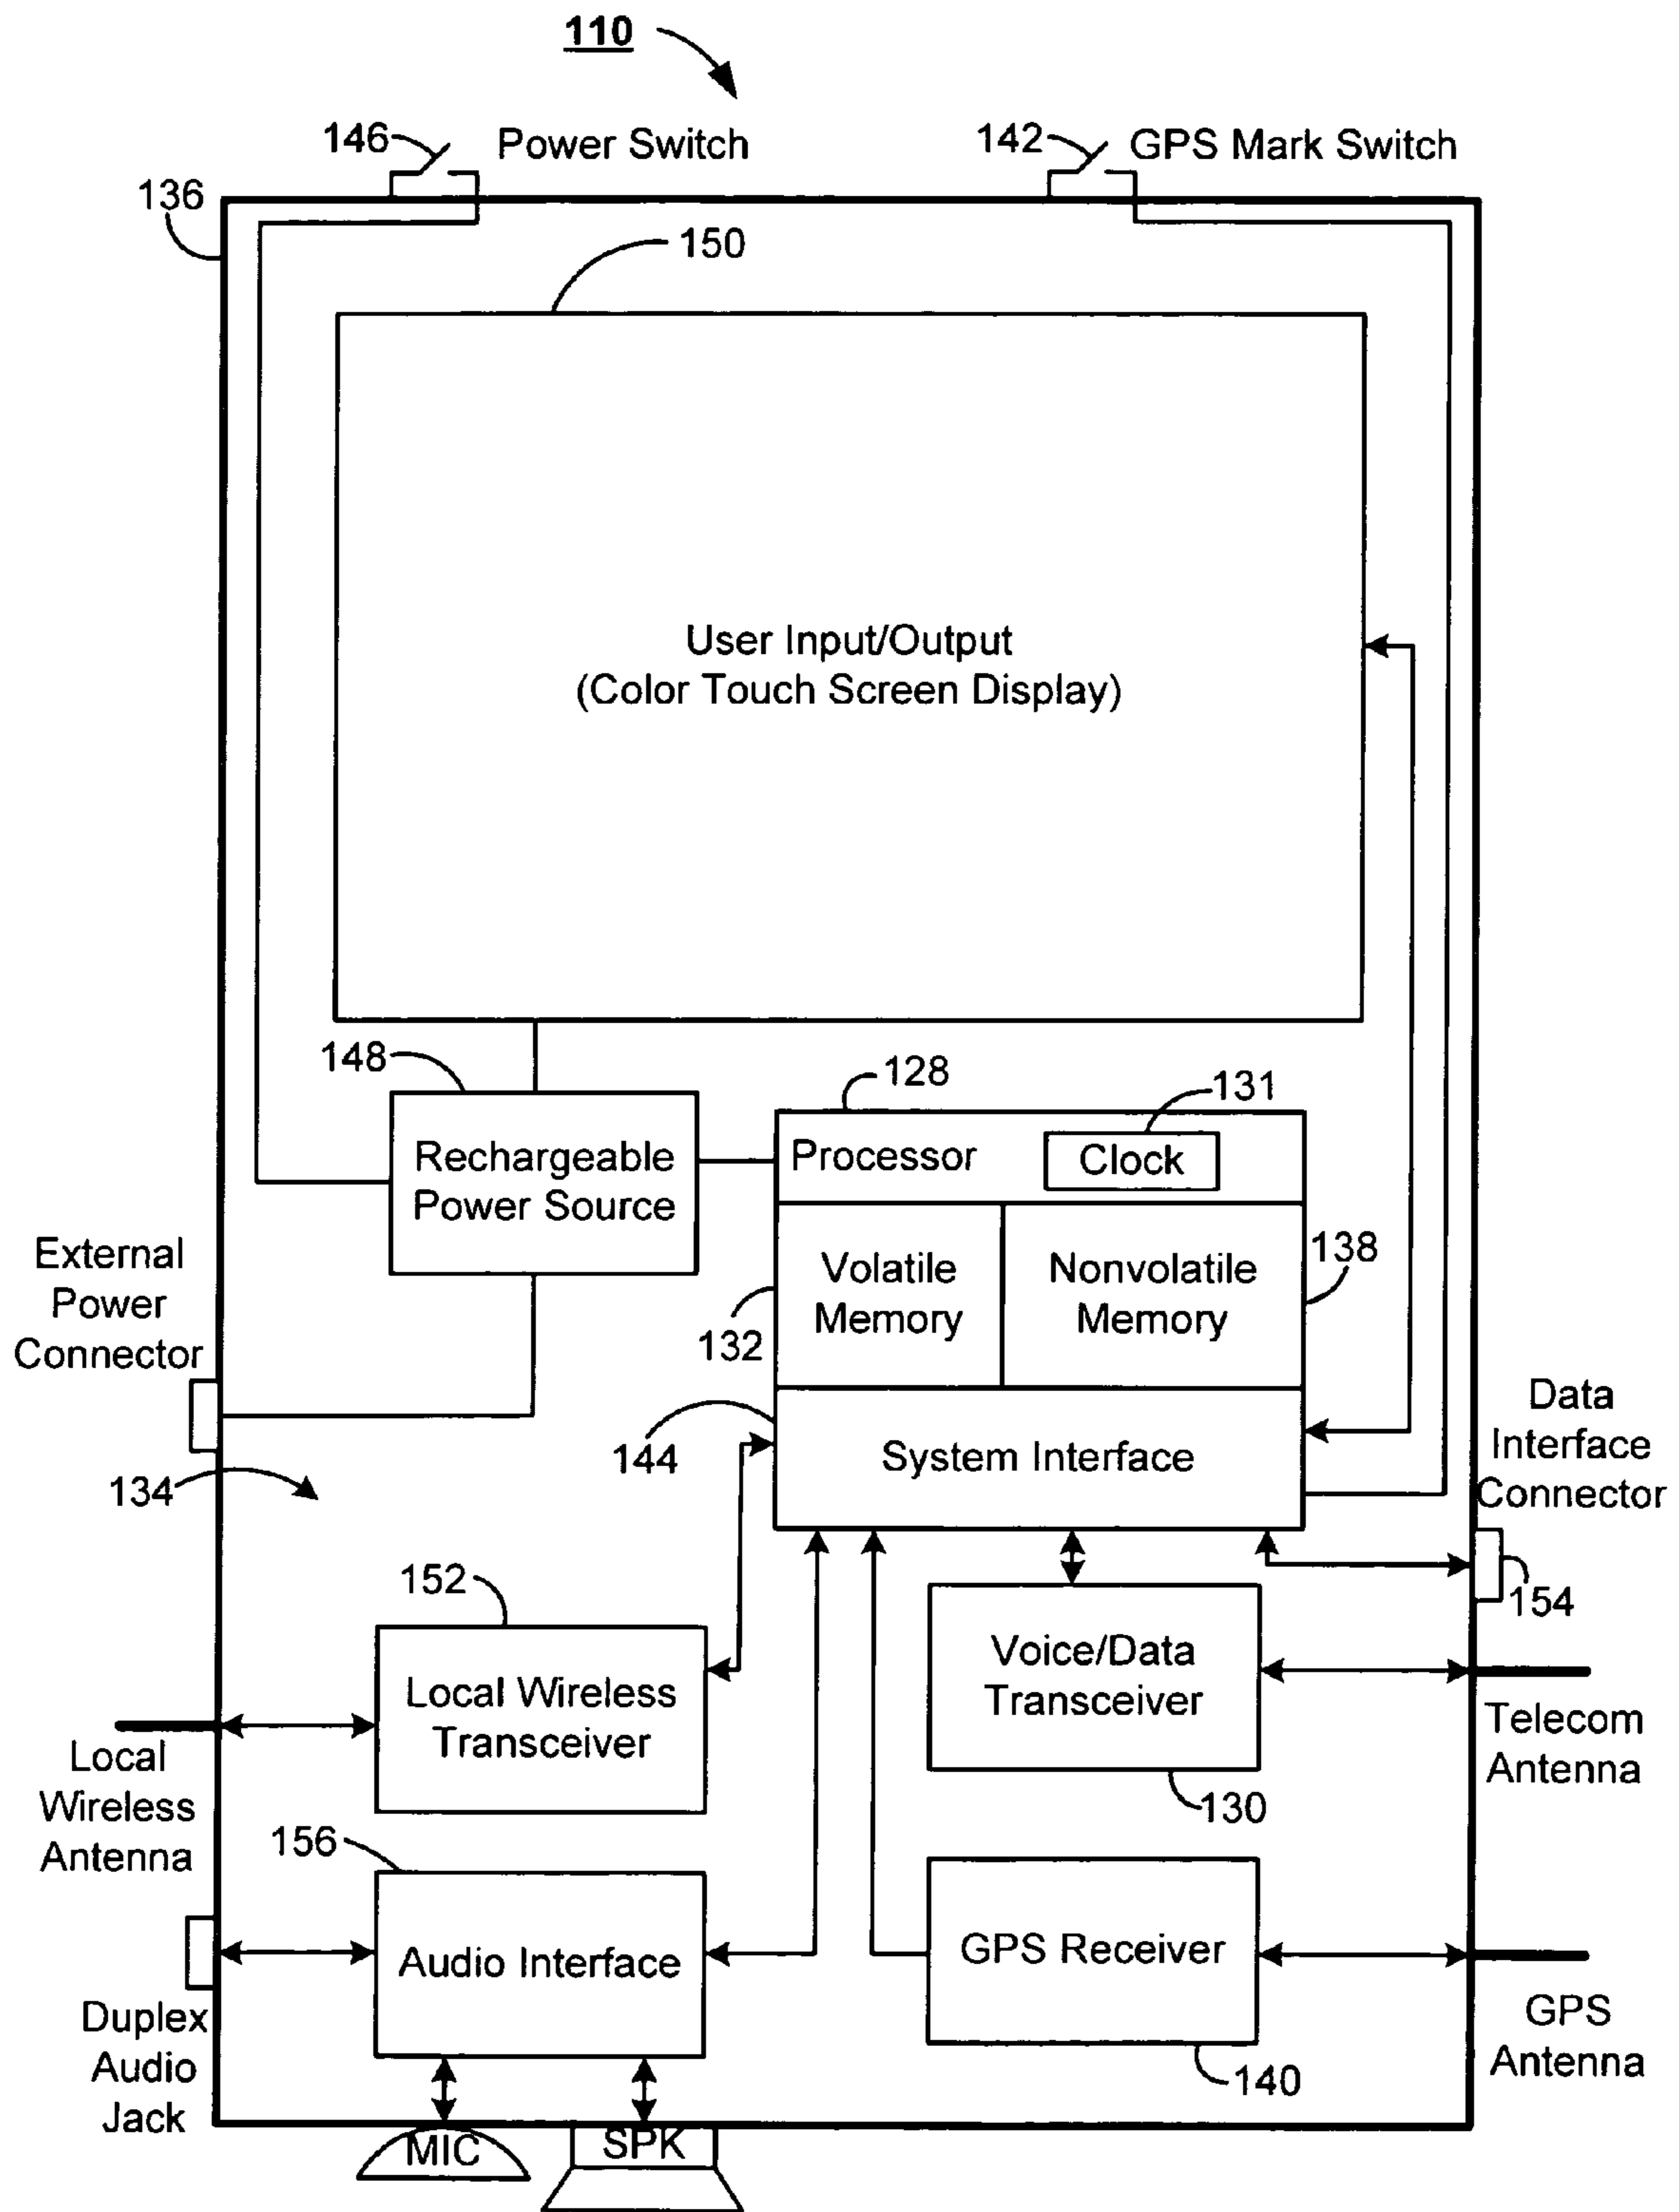 110
146
Power Switch
142
GPS Mark Switch
136
150
User Input/Output
(Color Touch Screen Display)
148
128
131
Rechargeable
Power Source
Processor
Clock
External
Power
Connector
Volatile
Memory
Nonvolatile
Memory
138
132
144
System Interface
Data
Interface
Connector
134
154
152
Local Wireless
Transceiver
Voice/Data
Transceiver
Telecom
Antenna
Local
Wireless
Antenna
130
156
Audio Interface
GPS Receiver
Duplex
Audio
Jack
GPS
Antenna
140
MIC
SPK